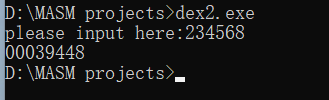 D:\MASM projects>dex2.exe
please input here:234568
00039448
D:\MASM projects>